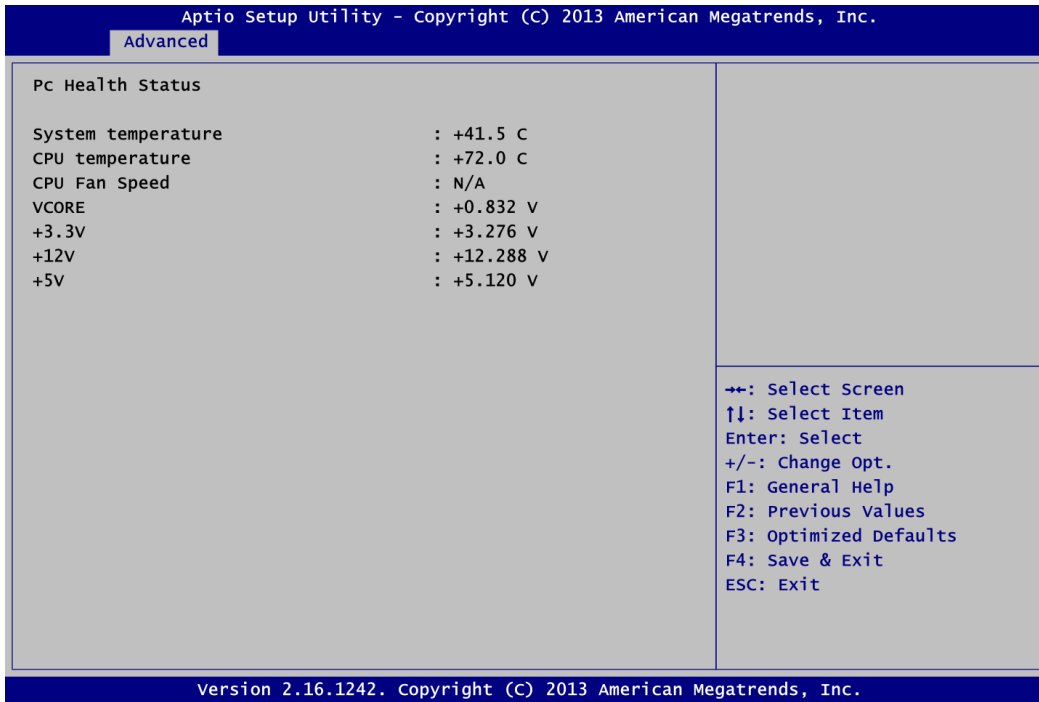 Aptio Setup Utility - Copyright (C) 2013 American Megatrends, Inc.
Advanced
Pc Health Status
System temperature : +41.5 C
CPU temperature : +72.0 C
CPU Fan Speed : N/A
VCORE : +0.832 V
+3.3V : +3.276 V
+12V : +12.288 V
+5V : +5.120 V
→←: Select Screen
↑↓: Select Item
Enter: Select
+/-: Change Opt.
F1: General Help
F2: Previous Values
F3: Optimized Defaults
F4: Save & Exit
ESC: Exit
Version 2.16.1242. Copyright (C) 2013 American Megatrends, Inc.